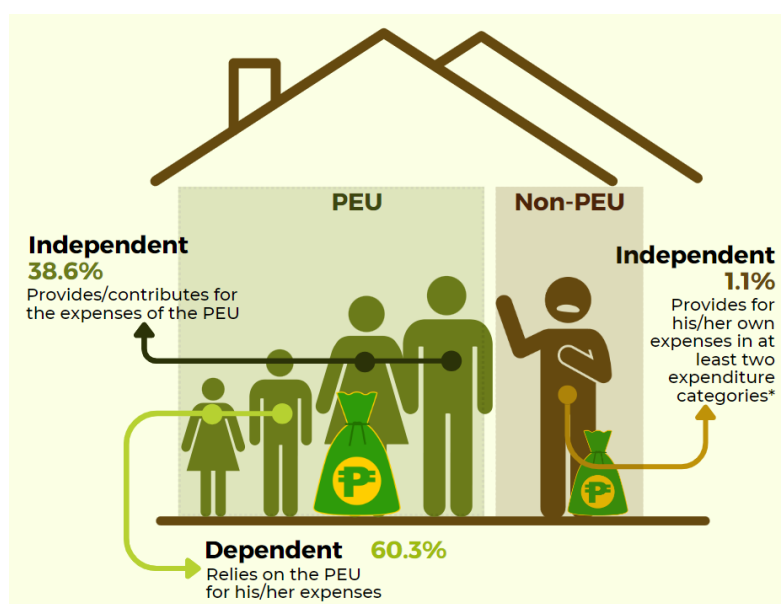 PEU
Non-PEU
Independent
38.6%
Provides/contributes for
the expenses of the PEU
Independent
1.1%
Provides for
his/her own
expenses in at
least two
expenditure
categories*
₱
₱
Dependent 60.3%
Relies on the PEU
for his/her expenses